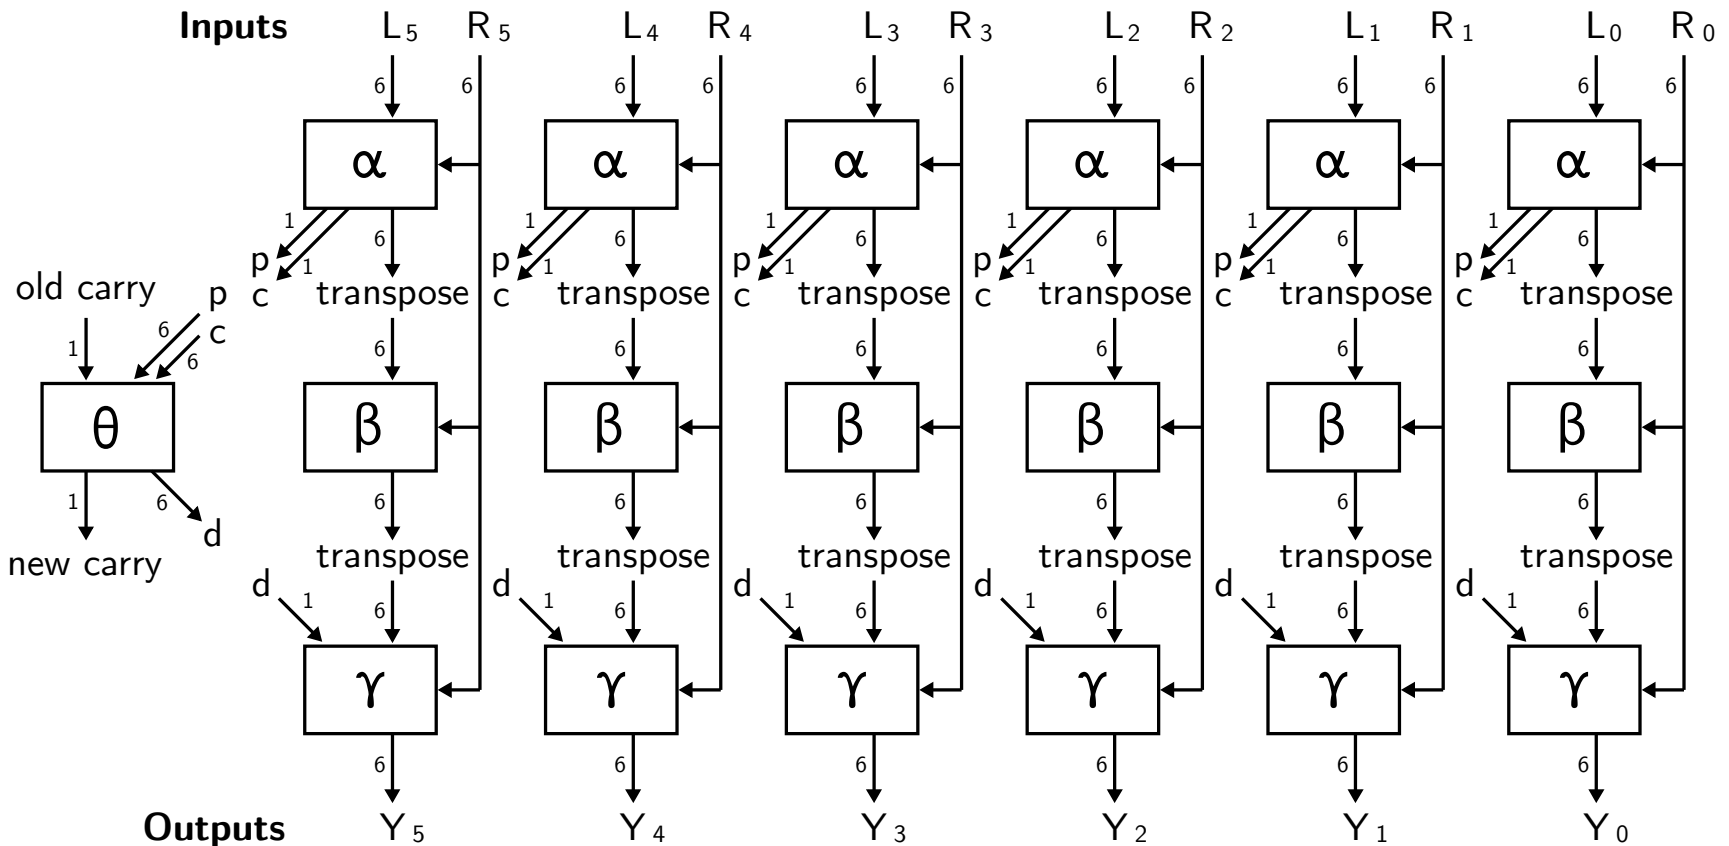 Inputs L5 R5 L4 R4 L3 R3 L2 R2 L1 R1 L0 R0
6 6 6 6 6 6 6 6 6 6 6 6
α α α α α α
1 6 1 6 1 6 1 6 1 6 1 6
p 1 p 1 p 1 p 1 p 1 p 1
old carry p c transpose c transpose c transpose c transpose c transpose c transpose
6 c
1 6 6 6 6 6 6 6 6
θ β β β β β β
1 6 6 6 6 6 6 6
d
new carry transpose transpose transpose transpose transpose transpose
d 1 6 d 1 6 d 1 6 d 1 6 d 1 6 d 1 6
γ γ γ γ γ γ
6 6 6 6 6 6
Outputs Y5 Y4 Y3 Y2 Y1 Y0